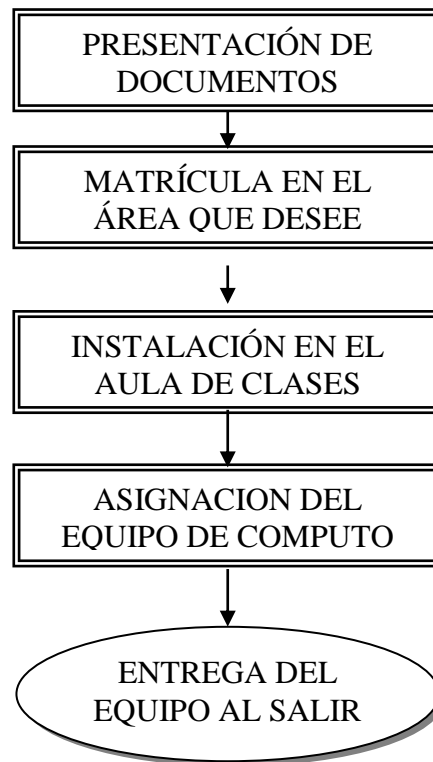 PRESENTACIÓN DE
DOCUMENTOS
MATRÍCULA EN EL
ÁREA QUE DESEE
INSTALACIÓN EN EL
AULA DE CLASES
ASIGNACION DEL
EQUIPO DE COMPUTO
ENTREGA DEL
EQUIPO AL SALIR